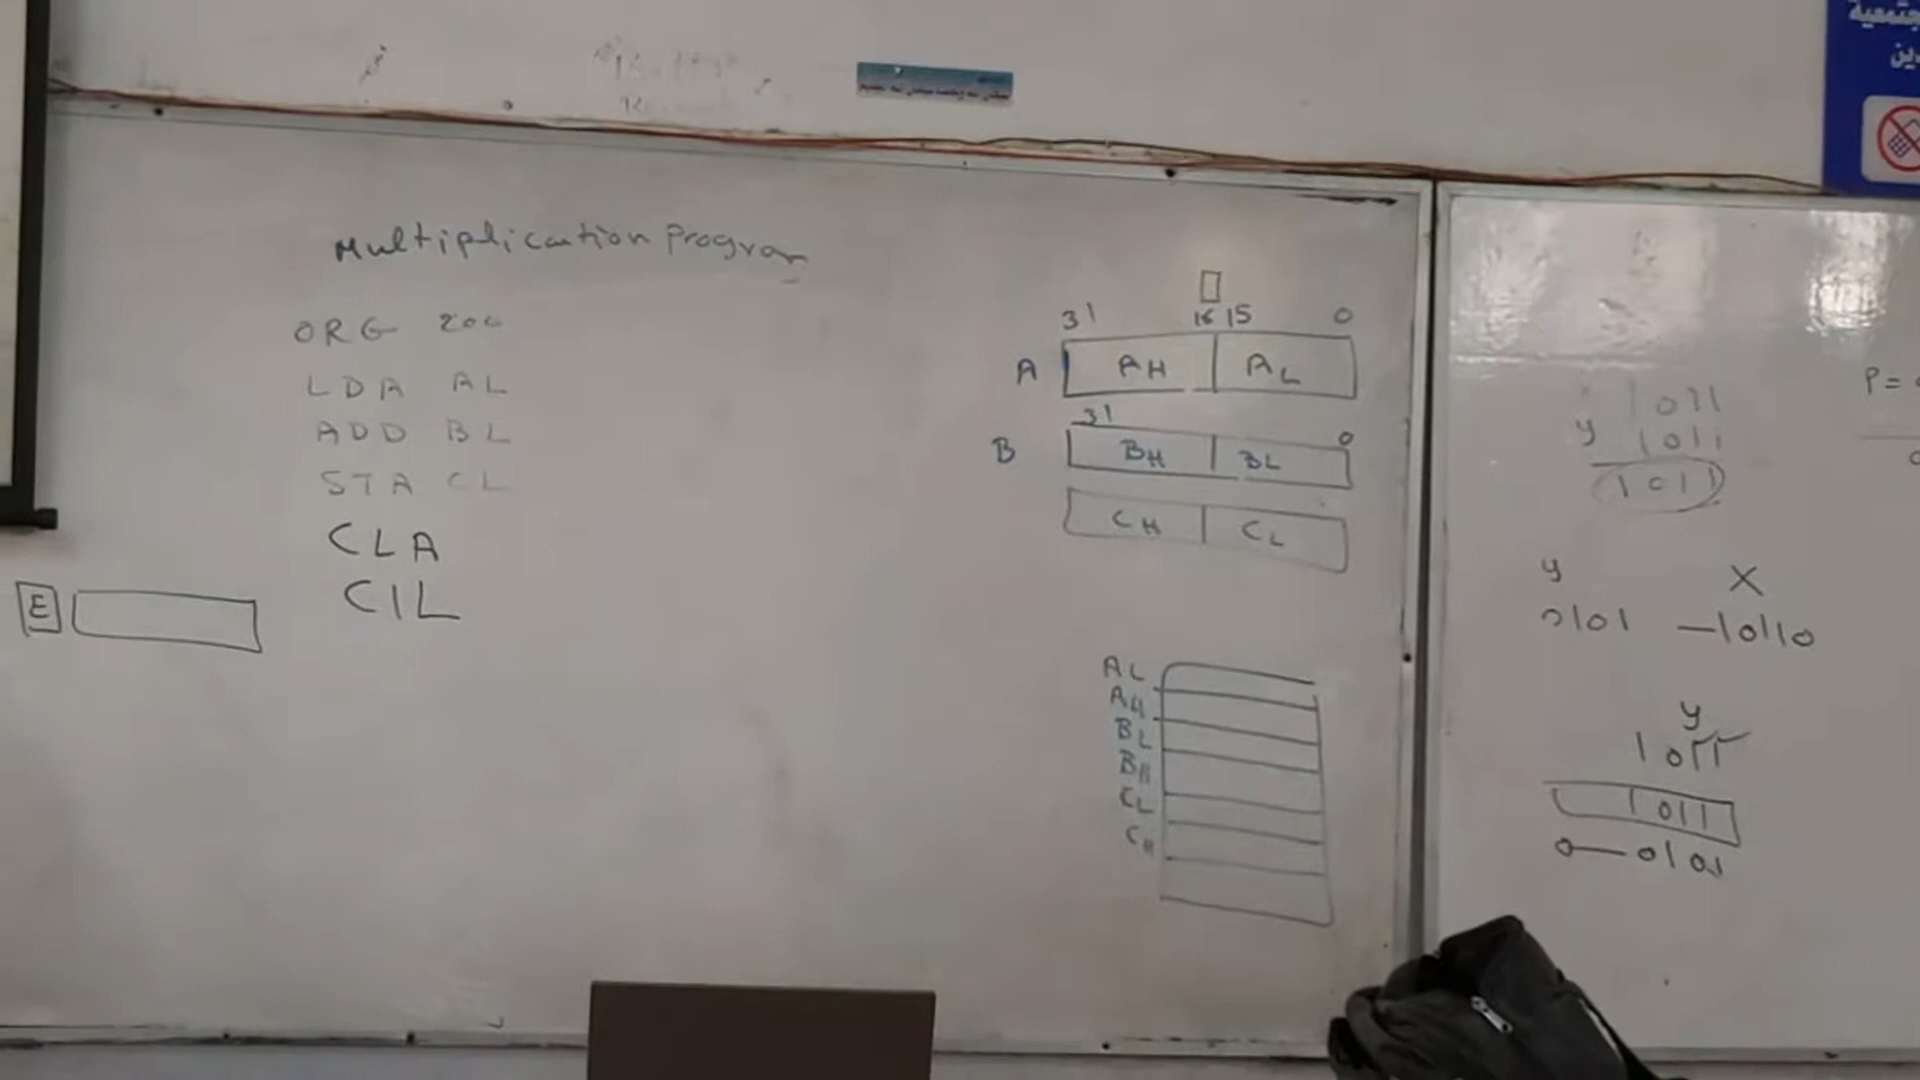 Multiplication Program
ORG 200
LDA AL
ADD BL
STA CL
CLA
CIL
E
31 16 15 0
A AH AL
31 0
B BH BL
CH CL
AL
AH
BL
BH
CL
CH
1011
y 1011
1011
y X
0101 —10110
y
1011
1011
0—0101
P =